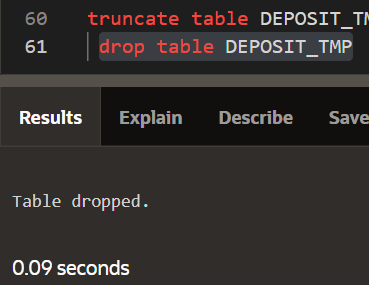 60 truncate table DEPOSIT_TM
61 drop table DEPOSIT_TMP
Results Explain Describe Save
Table dropped.
0.09 seconds